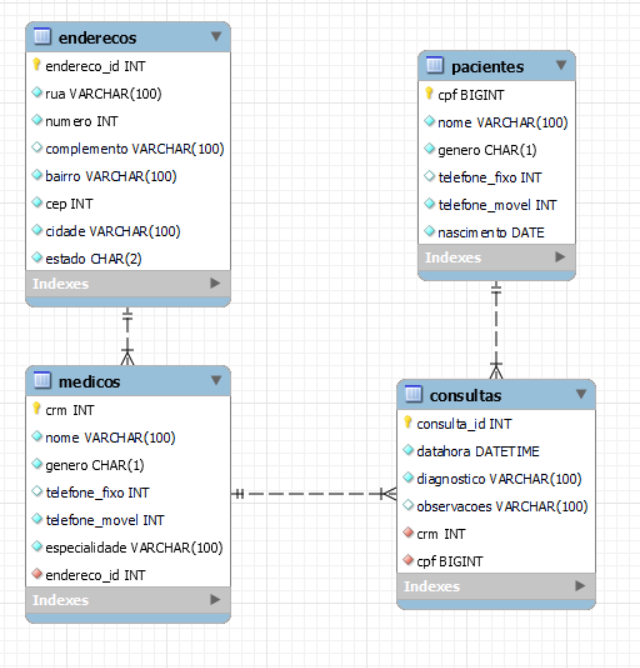 enderecos
endereco_id INT
rua VARCHAR(100)
numero INT
complemento VARCHAR(100)
bairro VARCHAR(100)
cep INT
cidade VARCHAR(100)
estado CHAR(2)
Indexes
pacientes
cpf BIGINT
nome VARCHAR(100)
genero CHAR(1)
telefone_fixo INT
telefone_movel INT
nascimento DATE
Indexes
medicos
crm INT
nome VARCHAR(100)
genero CHAR(1)
telefone_fixo INT
telefone_movel INT
especialidade VARCHAR(100)
endereco_id INT
Indexes
consultas
consulta_id INT
datahora DATETIME
diagnostico VARCHAR(100)
observacoes VARCHAR(100)
crm INT
cpf BIGINT
Indexes